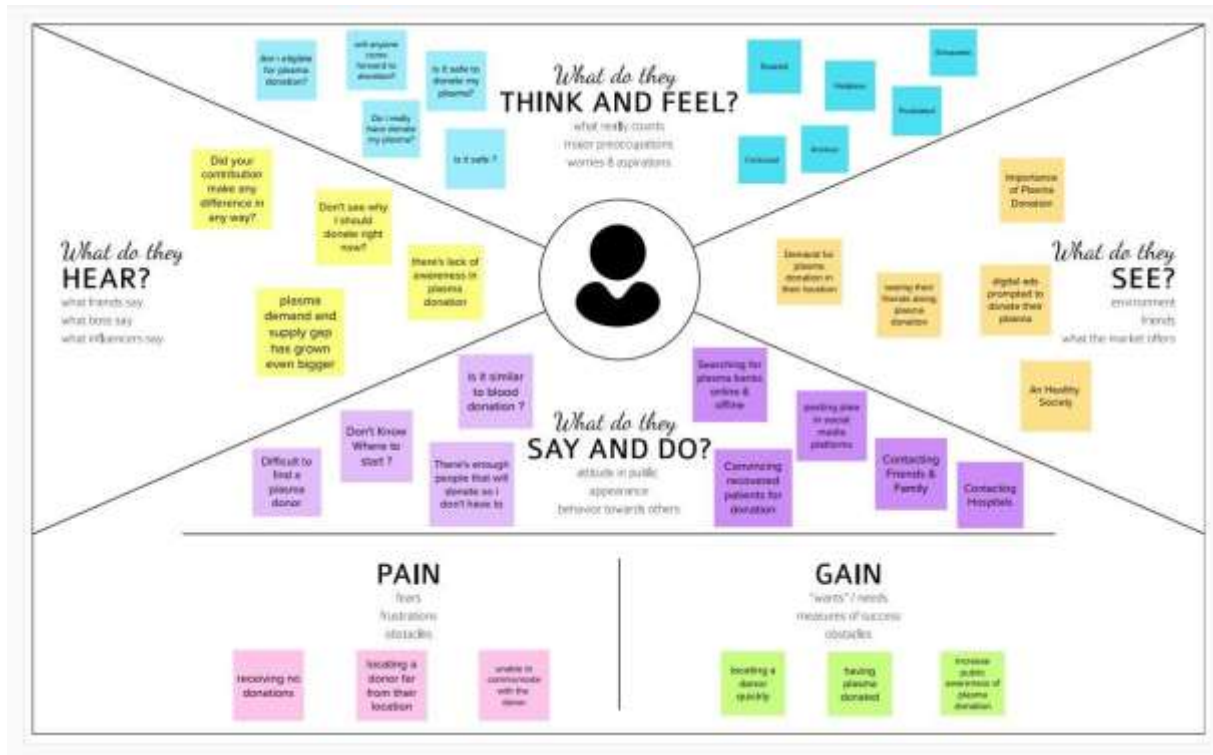 What do they
THINK AND FEEL?
what really counts
major preocupations
worries & aspirations
Am i eligible
for plasma
donation?
will anyone
come
forward to
donation?
Is it safe to
donate my
plasma?
Do i really
have donate
my plasma?
Is it safe ?
Helpless
Frustrated
Confused
Anxious
What do they
HEAR?
what friends say
what boss say
what influencers say
Did your
contribution
make any
difference in
any way?
Don't see why
I should
donate right
now?
there's lack of
awareness in
plasma
donation
plasma
demand and
supply gap
has grown
even bigger
What do they
SEE?
environment
friends
what the market offers
importance
of Plasma
Donation
Demand for
plasma
donation in
their location
seeing their
friends doing
plasma
donation
digital ads
prompted to
donate their
plasma
An Healthy
Society
What do they
SAY AND DO?
attitude in public
appearance
behavior towards others
Is it similar
to blood
donation ?
Don't Know
Where to
start ?
Difficult to
find a
plasma
donor
There's enough
people that will
donate so i
don't have to
Searching for
plasma banks
online &
offline
posting
in social
media
platforms
Convincing
recovered
patients for
donation
Contacting
Friends &
Family
Contacting
Hospitals
PAIN
fears
frustrations
obstacles
receiving no
donations
locating a
donor far
from their
location
unable to
communicate
with the
donor
GAIN
"wants" / needs
measures of success
obstacles
locating a
donor
quickly
having
plasma
donated
increase
public
awareness of
plasma
donation